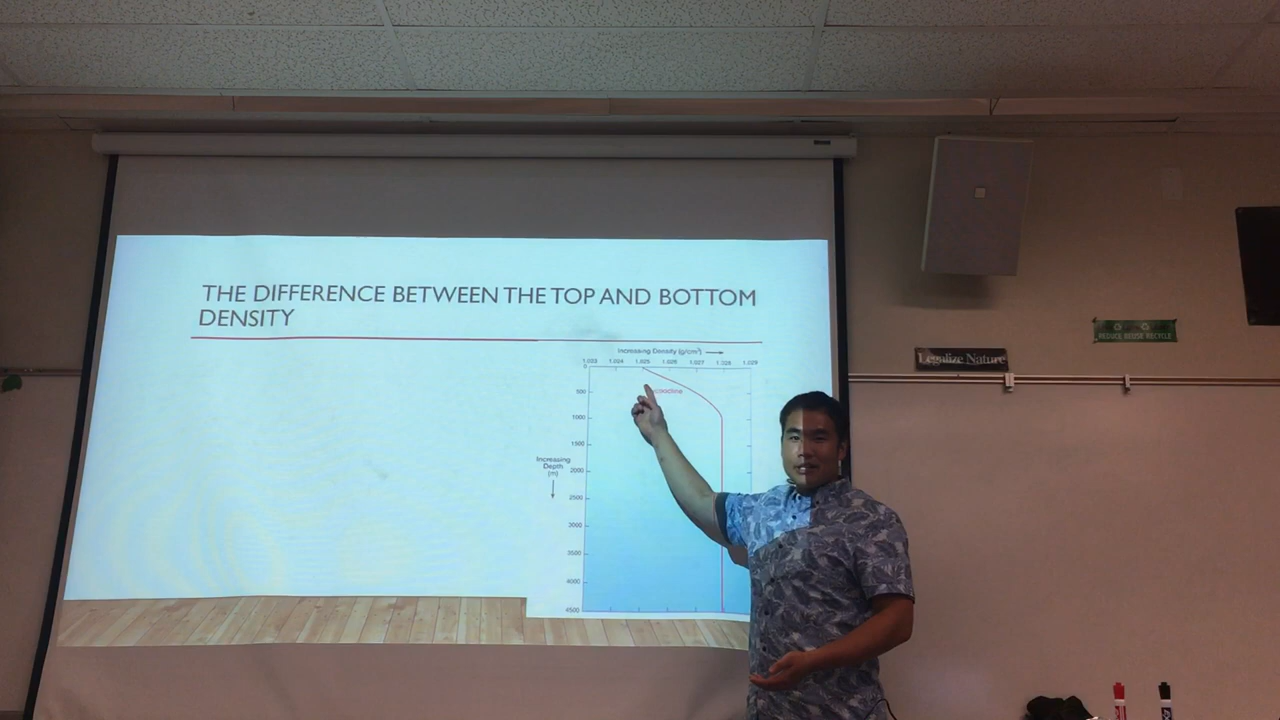 THE DIFFERENCE BETWEEN THE TOP AND BOTTOM
DENSITY
Increasing Density (g/cm³)
1.023 1.024 1.025 1.026 1.027 1.028 1.029
0
500
1000
1500
2000
2500
3000
3500
4000
4500
Increasing
Depth
(m)
Legalize Nature
REDUCE REUSE RECYCLE